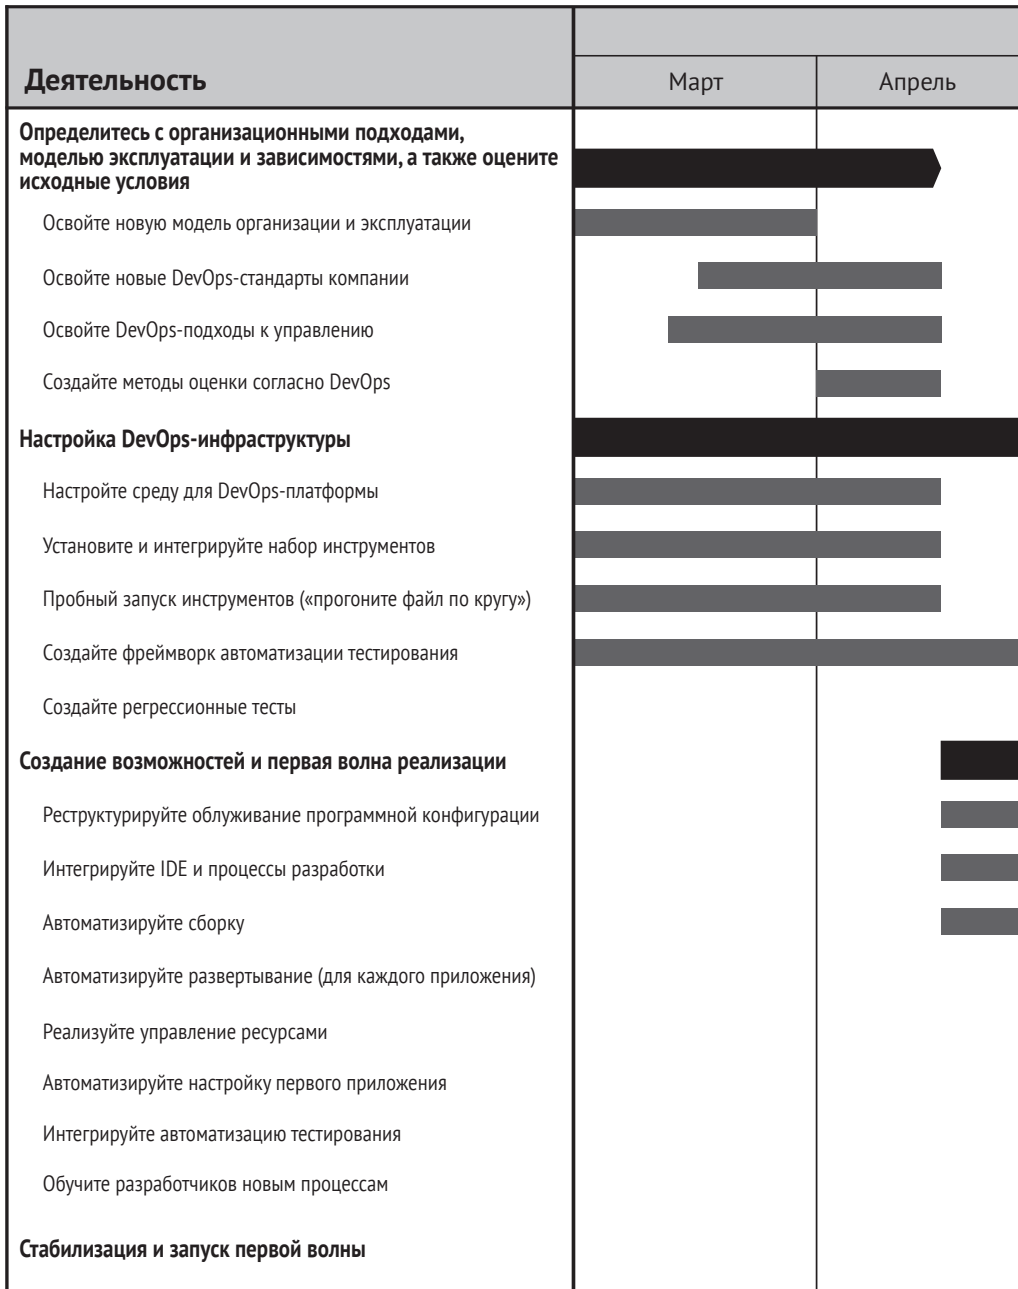 Деятельность
Март
Апрель
Определитесь с организационными подходами,
моделью эксплуатации и зависимостями, а также оцените
исходные условия
Освойте новую модель организации и эксплуатации
Освойте новые DevOps-стандарты компании
Освойте DevOps-подходы к управлению
Создайте методы оценки согласно DevOps
Настройка DevOps-инфраструктуры
Настройте среду для DevOps-платформы
Установите и интегрируйте набор инструментов
Пробный запуск инструментов («прогоните файл по кругу»)
Создайте фреймворк автоматизации тестирования
Создайте регрессионные тесты
Создание возможностей и первая волна реализации
Реструктурируйте облуживание программной конфигурации
Интегрируйте IDE и процессы разработки
Автоматизируйте сборку
Автоматизируйте развертывание (для каждого приложения)
Реализуйте управление ресурсами
Автоматизируйте настройку первого приложения
Интегрируйте автоматизацию тестирования
Обучите разработчиков новым процессам
Стабилизация и запуск первой волны